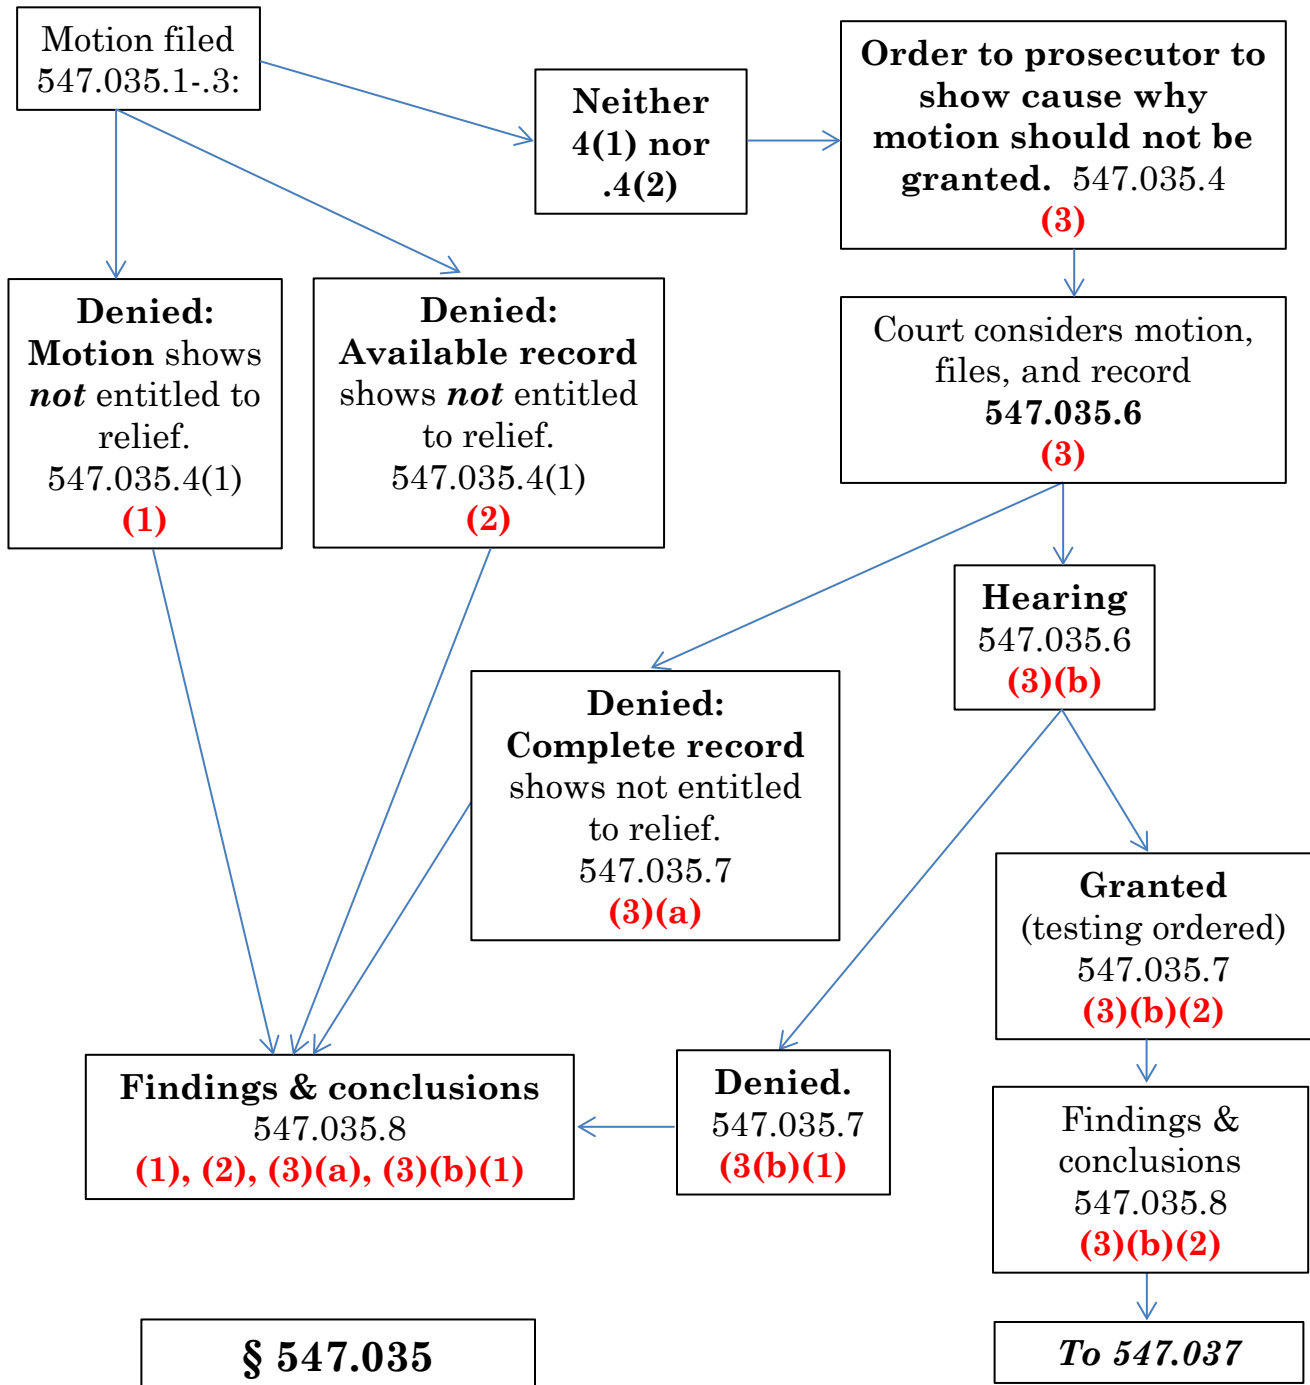 Motion filed
547.035.1-.3:
Neither
4(1) nor
.4(2)
Order to prosecutor to
show cause why
motion should not be
granted. 547.035.4
(3)
Denied:
Motion shows
not entitled to
relief.
547.035.4(1)
(1)
Denied:
Available record
shows not entitled
to relief.
547.035.4(1)
(2)
Court considers motion,
files, and record
547.035.6
(3)
Hearing
547.035.6
(3)(b)
Denied:
Complete record
shows not entitled
to relief.
547.035.7
(3)(a)
Granted
(testing ordered)
547.035.7
(3)(b)(2)
Findings & conclusions
547.035.8
(1), (2), (3)(a), (3)(b)(1)
Denied.
547.035.7
(3(b)(1)
Findings &
conclusions
547.035.8
(3)(b)(2)
§ 547.035
To 547.037